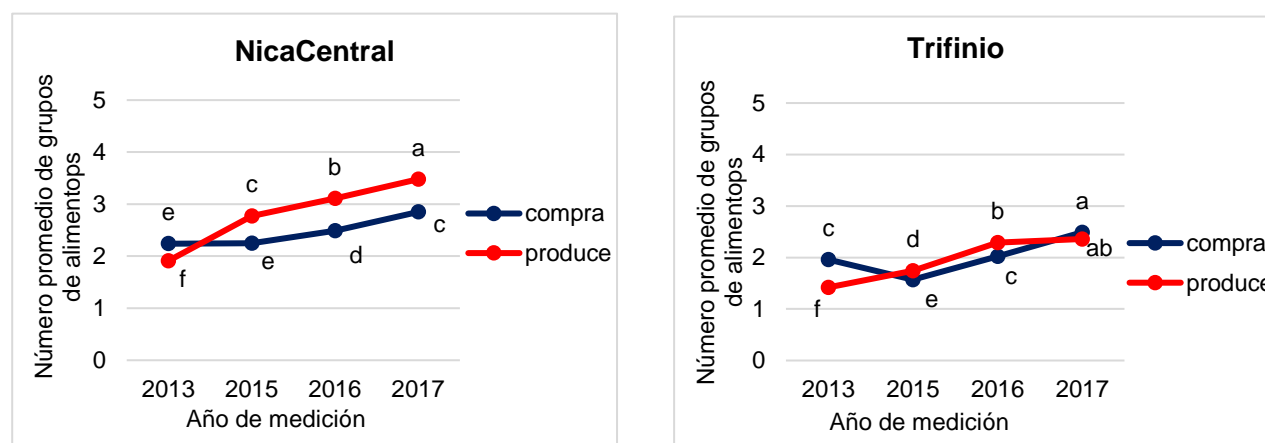 NicaCentral
Número promedio de grupos
de alimentops
5
4
3
2
1
0
e
c
b
a
f
e
d
c
2013 2015 2016 2017
Año de medición
compra
produce
Trifinio
Número promedio de grupos
de alimentops
5
4
3
2
1
0
c
d
b
a
f
e
c
ab
2013 2015 2016 2017
Año de medición
compra
produce